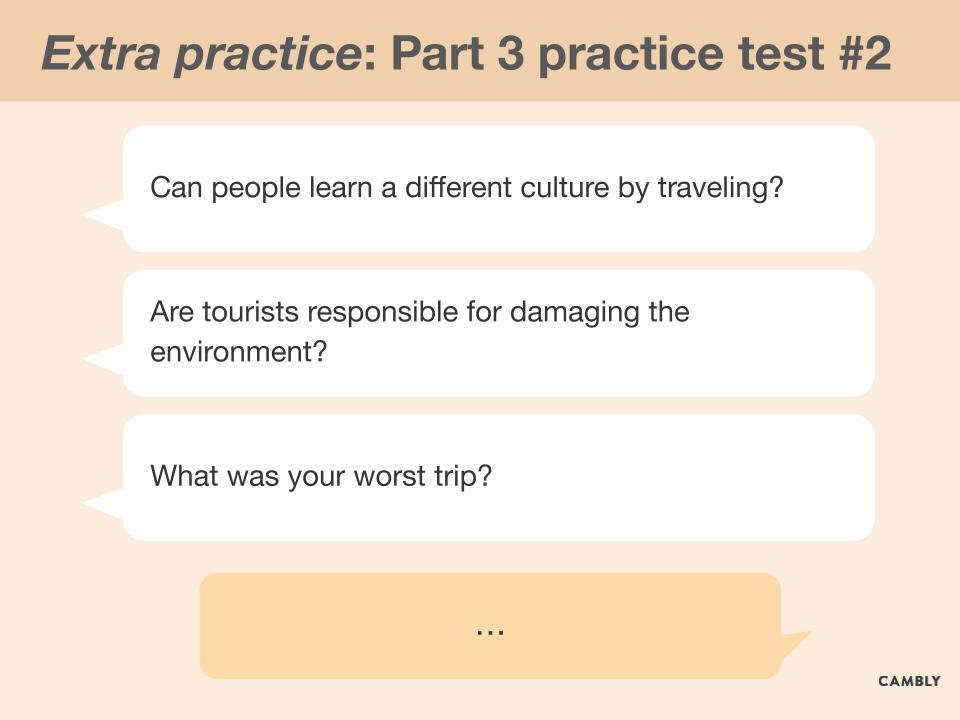 Extra practice: Part 3 practice test #2
Can people learn a different culture by traveling?
Are tourists responsible for damaging the
environment?
What was your worst trip?
...
CAMBLY